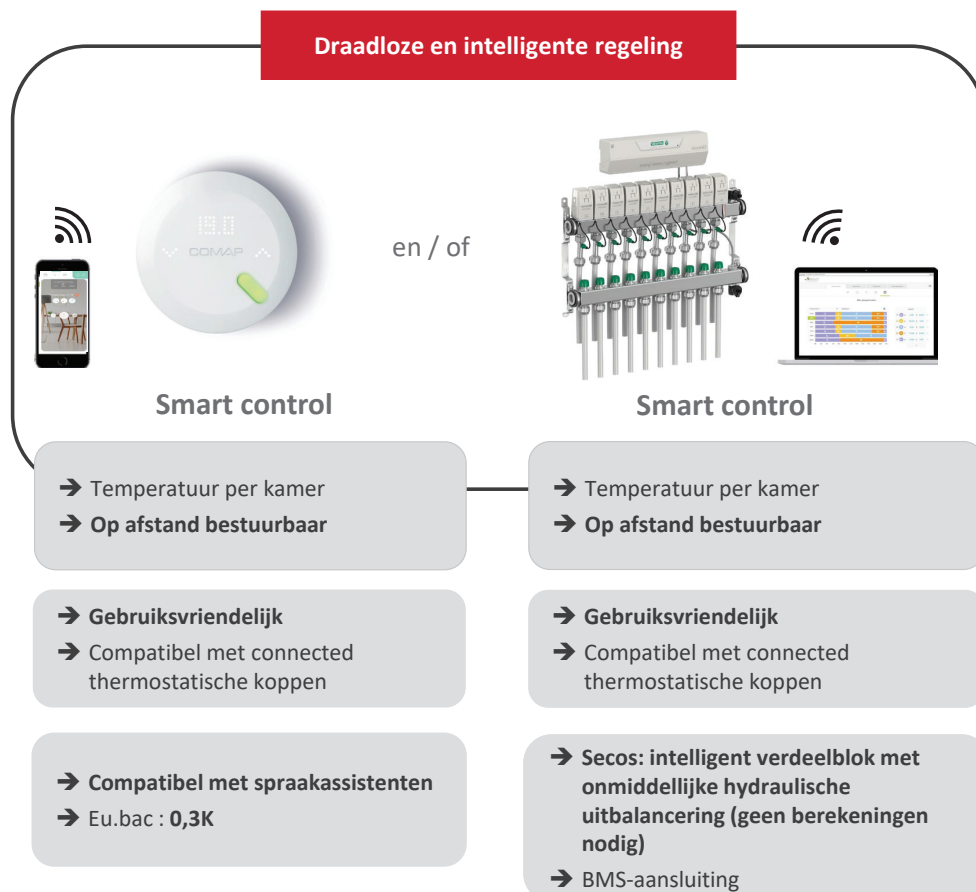 Draadloze en intelligente regeling
19.0
COMAP
en / of
Smart control
➔ Temperatuur per kamer
➔ Op afstand bestuurbaar
➔ Gebruiksvriendelijk
➔ Compatibel met connected
thermostatische koppen
➔ Compatibel met spraakassistenten
➔ Eu.bac : 0,3K
Smart control
➔ Temperatuur per kamer
➔ Op afstand bestuurbaar
➔ Gebruiksvriendelijk
➔ Compatibel met connected
thermostatische koppen
➔ Secos: intelligent verdeelblok met
onmiddellijke hydraulische
uitbalancering (geen berekeningen
nodig)
➔ BMS-aansluiting